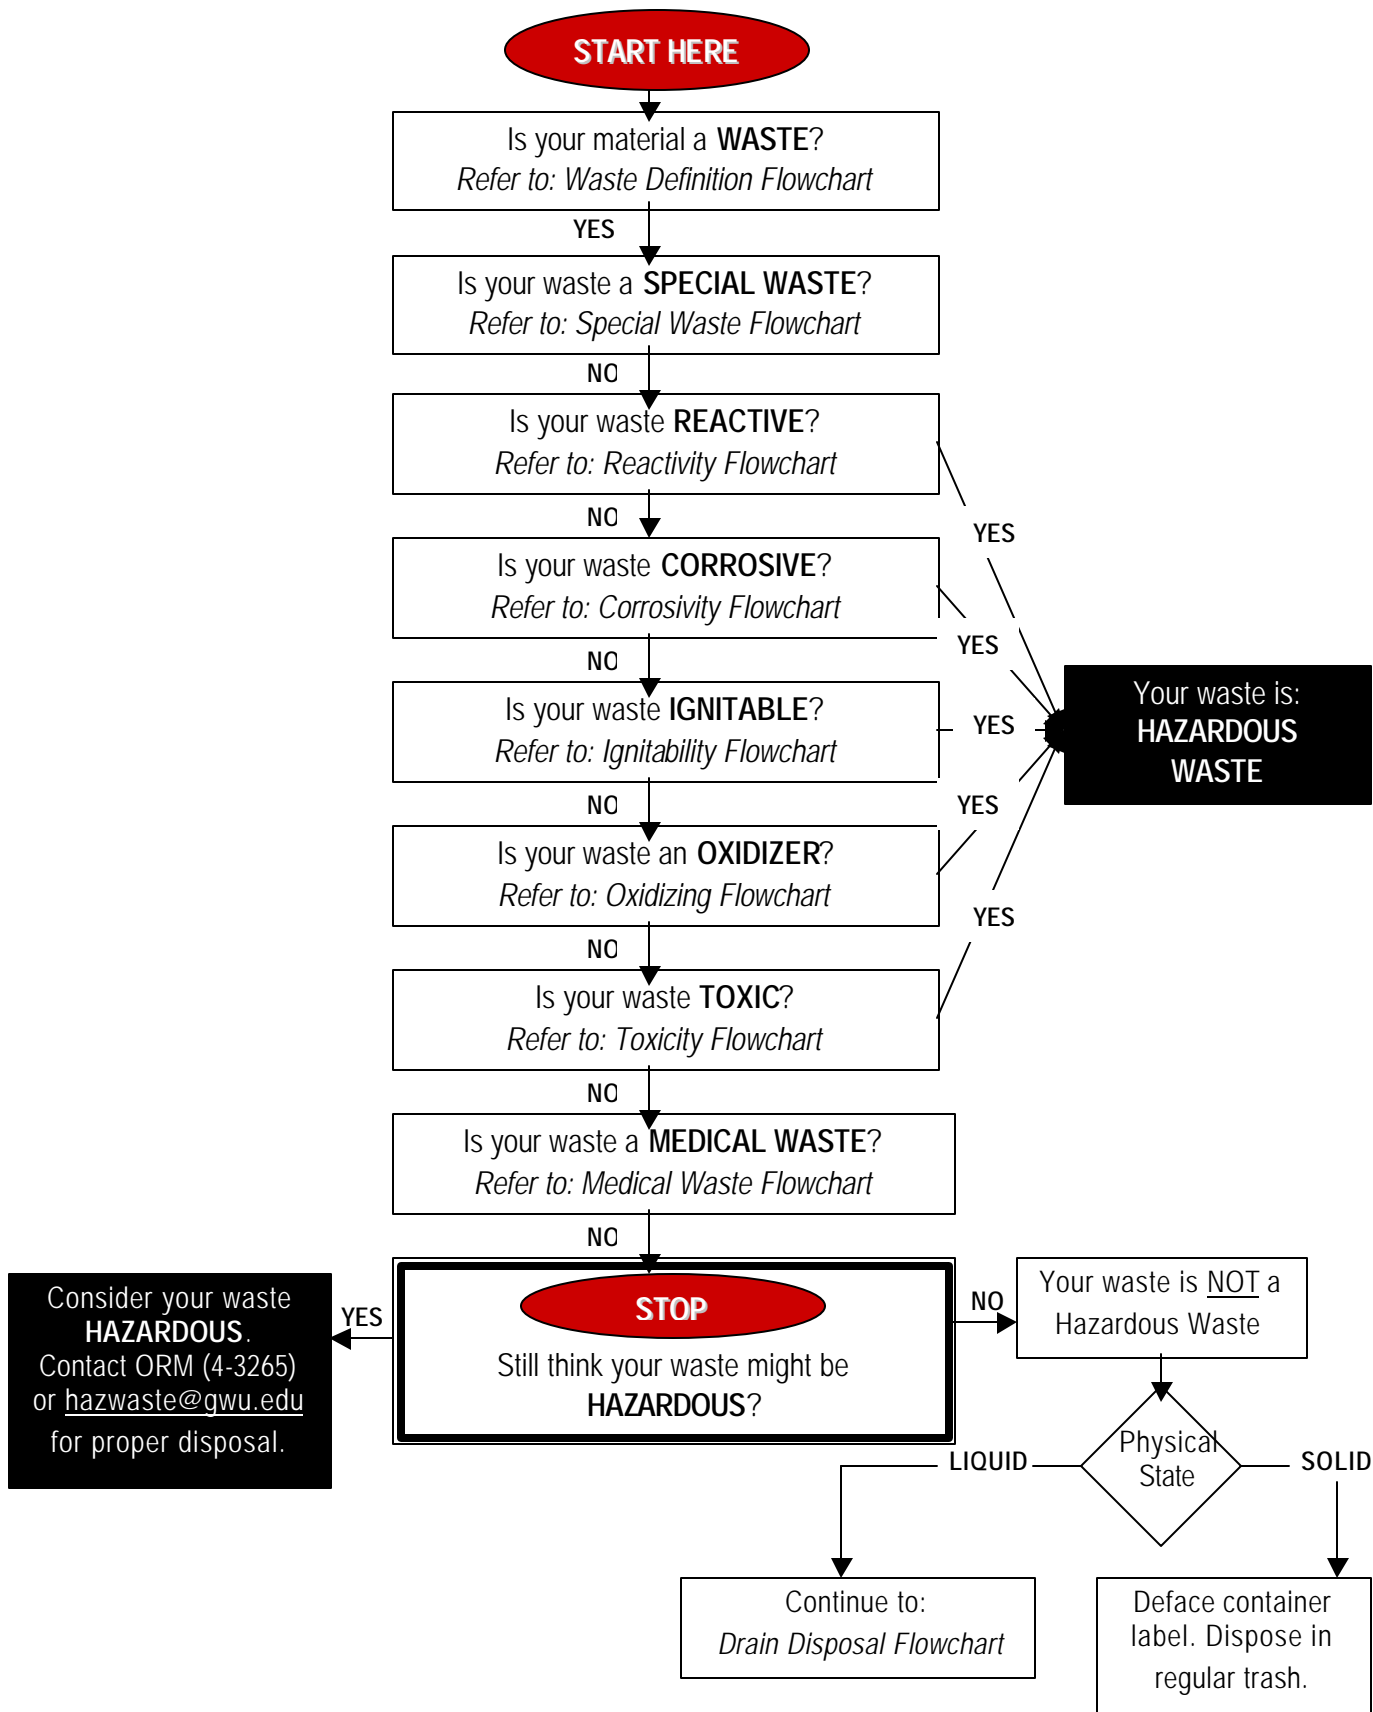 START HERE
Is your material a WASTE?
Refer to: Waste Definition Flowchart
YES
Is your waste a SPECIAL WASTE?
Refer to: Special Waste Flowchart
NO
Is your waste REACTIVE?
Refer to: Reactivity Flowchart
NO
YES
Is your waste CORROSIVE?
Refer to: Corrosivity Flowchart
YES
NO
Is your waste IGNITABLE?
Refer to: Ignitability Flowchart
YES
Your waste is:
HAZARDOUS
WASTE
NO
YES
Is your waste an OXIDIZER?
Refer to: Oxidizing Flowchart
YES
NO
Is your waste TOXIC?
Refer to: Toxicity Flowchart
NO
Is your waste a MEDICAL WASTE?
Refer to: Medical Waste Flowchart
NO
STOP
Still think your waste might be
HAZARDOUS?
YES
Consider your waste
HAZARDOUS.
Contact ORM (4-3265)
or hazwaste@gwu.edu
for proper disposal.
NO
Your waste is NOT a
Hazardous Waste
Physical
State
LIQUID
SOLID
Continue to:
Drain Disposal Flowchart
Deface container
label. Dispose in
regular trash.